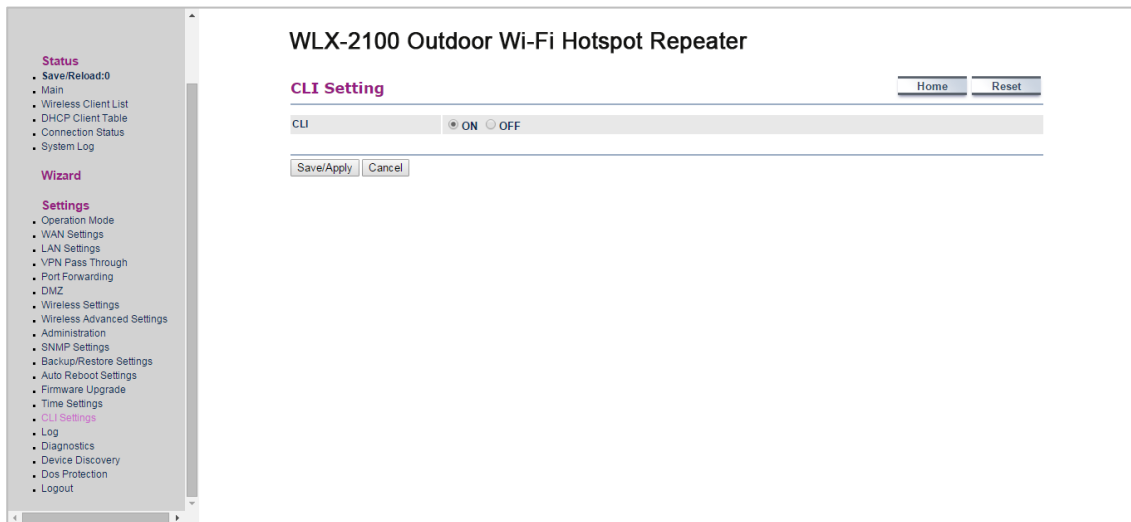 WLX-2100 Outdoor Wi-Fi Hotspot Repeater
Status
Save/Reload:0
Main
Wireless Client List
DHCP Client Table
Connection Status
System Log
Wizard
Settings
Operation Mode
WAN Settings
LAN Settings
VPN Pass Through
Port Forwarding
DMZ
Wireless Settings
Wireless Advanced Settings
Administration
SNMP Settings
Backup/Restore Settings
Auto Reboot Settings
Firmware Upgrade
Time Settings
CLI Settings
Log
Diagnostics
Device Discovery
Dos Protection
Logout
CLI Setting Home Reset
CLI ON OFF
Save/Apply Cancel